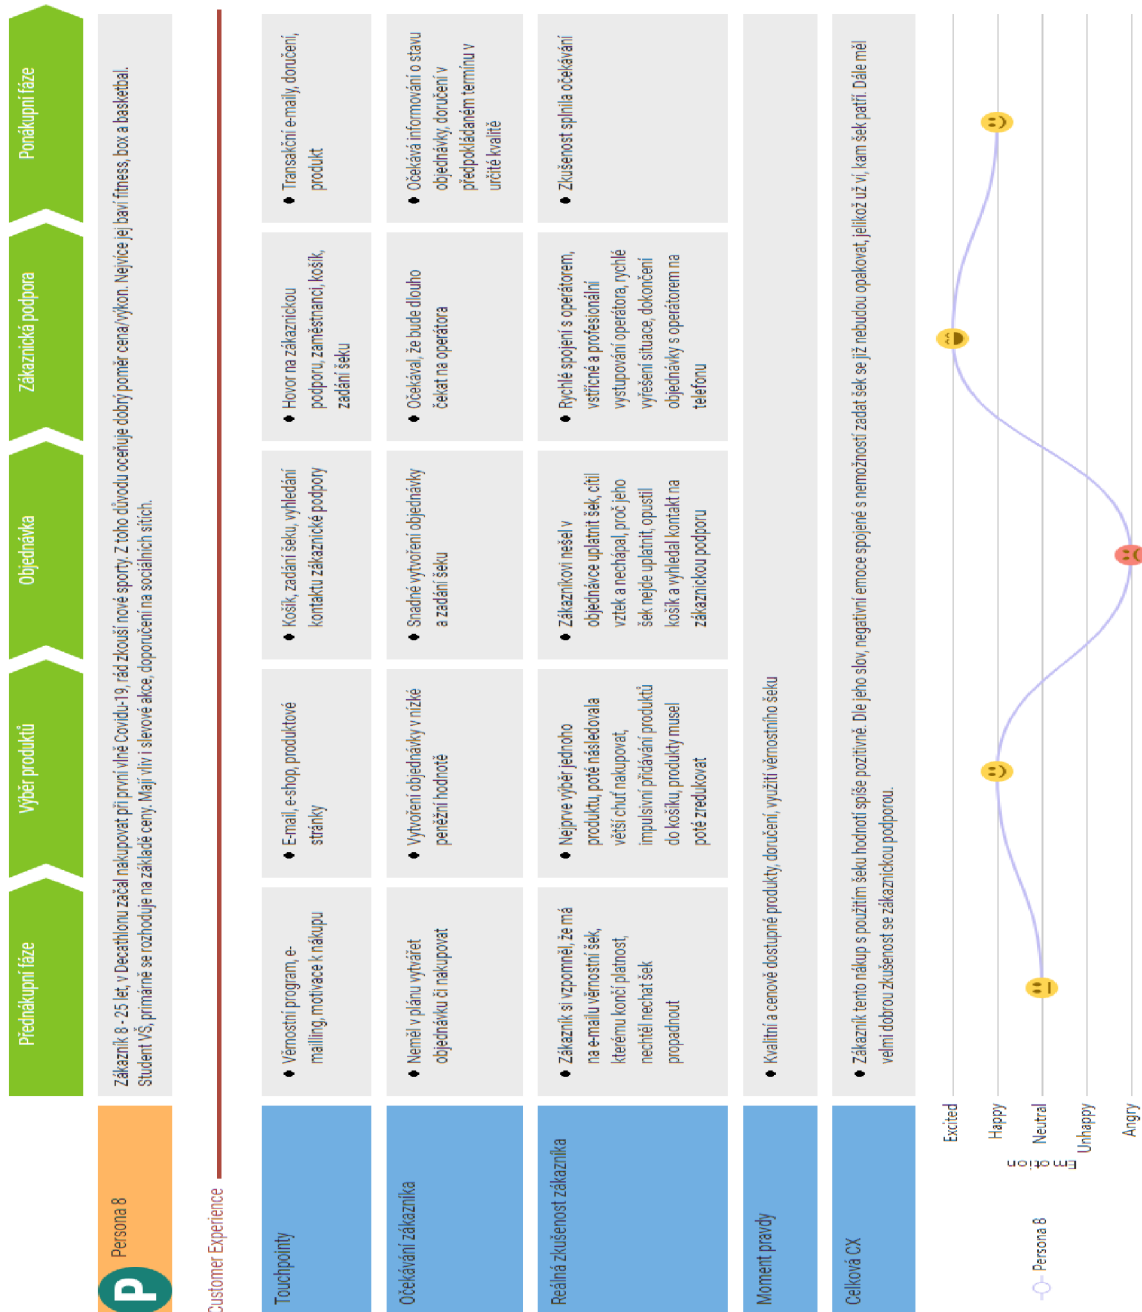 Přednákupní fáze
Výběr produktů
Objednávka
Zákaznická podpora
Ponákupní fáze
P
Persona 8
Zákazník 8 - 25 let, v Decathlonu začal nakupovat při první vlně Covidu-19, rád zkouší nové sporty. Z toho důvodu oceňuje dobrý poměr cena/výkon. Nejvíce jej baví fitness, box a basketbal.
Student VŠ, primárně se rozhoduje na základě ceny. Mají vliv i slevové akce, doporučení na sociálních sítích.
Customer Experience
Touchpointy
Věrnostní program, e-
mailling, motivace k nákupu
E-mail, e-shop, produktové
stránky
Košík, zadání šeku, vyhledání
kontaktu zákaznické podpory
Hovor na zákaznickou
podporu, zaměstnanci, košík,
zadání šeku
Transakční e-maily, doručení,
produkt
Očekávání zákazníka
Neměl v plánu vytvářet
objednávku či nakupovat
Vytvoření objednávky v nízké
peněžní hodnotě
Snadné vytvoření objednávky
a zadání šeku
Očekával, že bude dlouho
čekat na operátora
Očekává informování o stavu
objednávky, doručení v
předpokládaném termínu v
určité kvalitě
Reálná zkušenost zákazníka
Zákazník si vzpomněl, že má
na e-mailu věrnostní šek,
kterému končí platnost,
nechtěl nechat šek
propadnout
Nejprve výběr jednoho
produktu, poté následovala
větší chuť nakupovat,
impulsivní přidávání produktů
do košíku, produkty musel
poté zredukovat
Zákazníkovi nešel v
objednávce uplatnit šek, cítil
vztek a nechápal, proč jeho
šek nejde uplatnit, opustil
košík a vyhledal kontakt na
zákaznickou podporu
Rychlé spojení s operátorem,
vstřícné a profesionální
vystupování operátora, rychlé
vyřešení situace, dokončení
objednávky s operátorem na
telefonu
Zkušenost splnila očekávání
Moment pravdy
Kvalitní a cenově dostupné produkty, doručení, využití věrnostního šeku
Celková CX
Zákazník tento nákup s použitím šeku hodnotí spíše pozitivně. Dle jeho slov, negativní emoce spojené s nemožností zadat šek se již nebudou opakovat, jelikož už ví, kam šek patří. Dále měl
velmi dobrou zkušenost se zákaznickou podporou.
Persona 8
Excited
Happy
Neutral
Unhappy
Angry